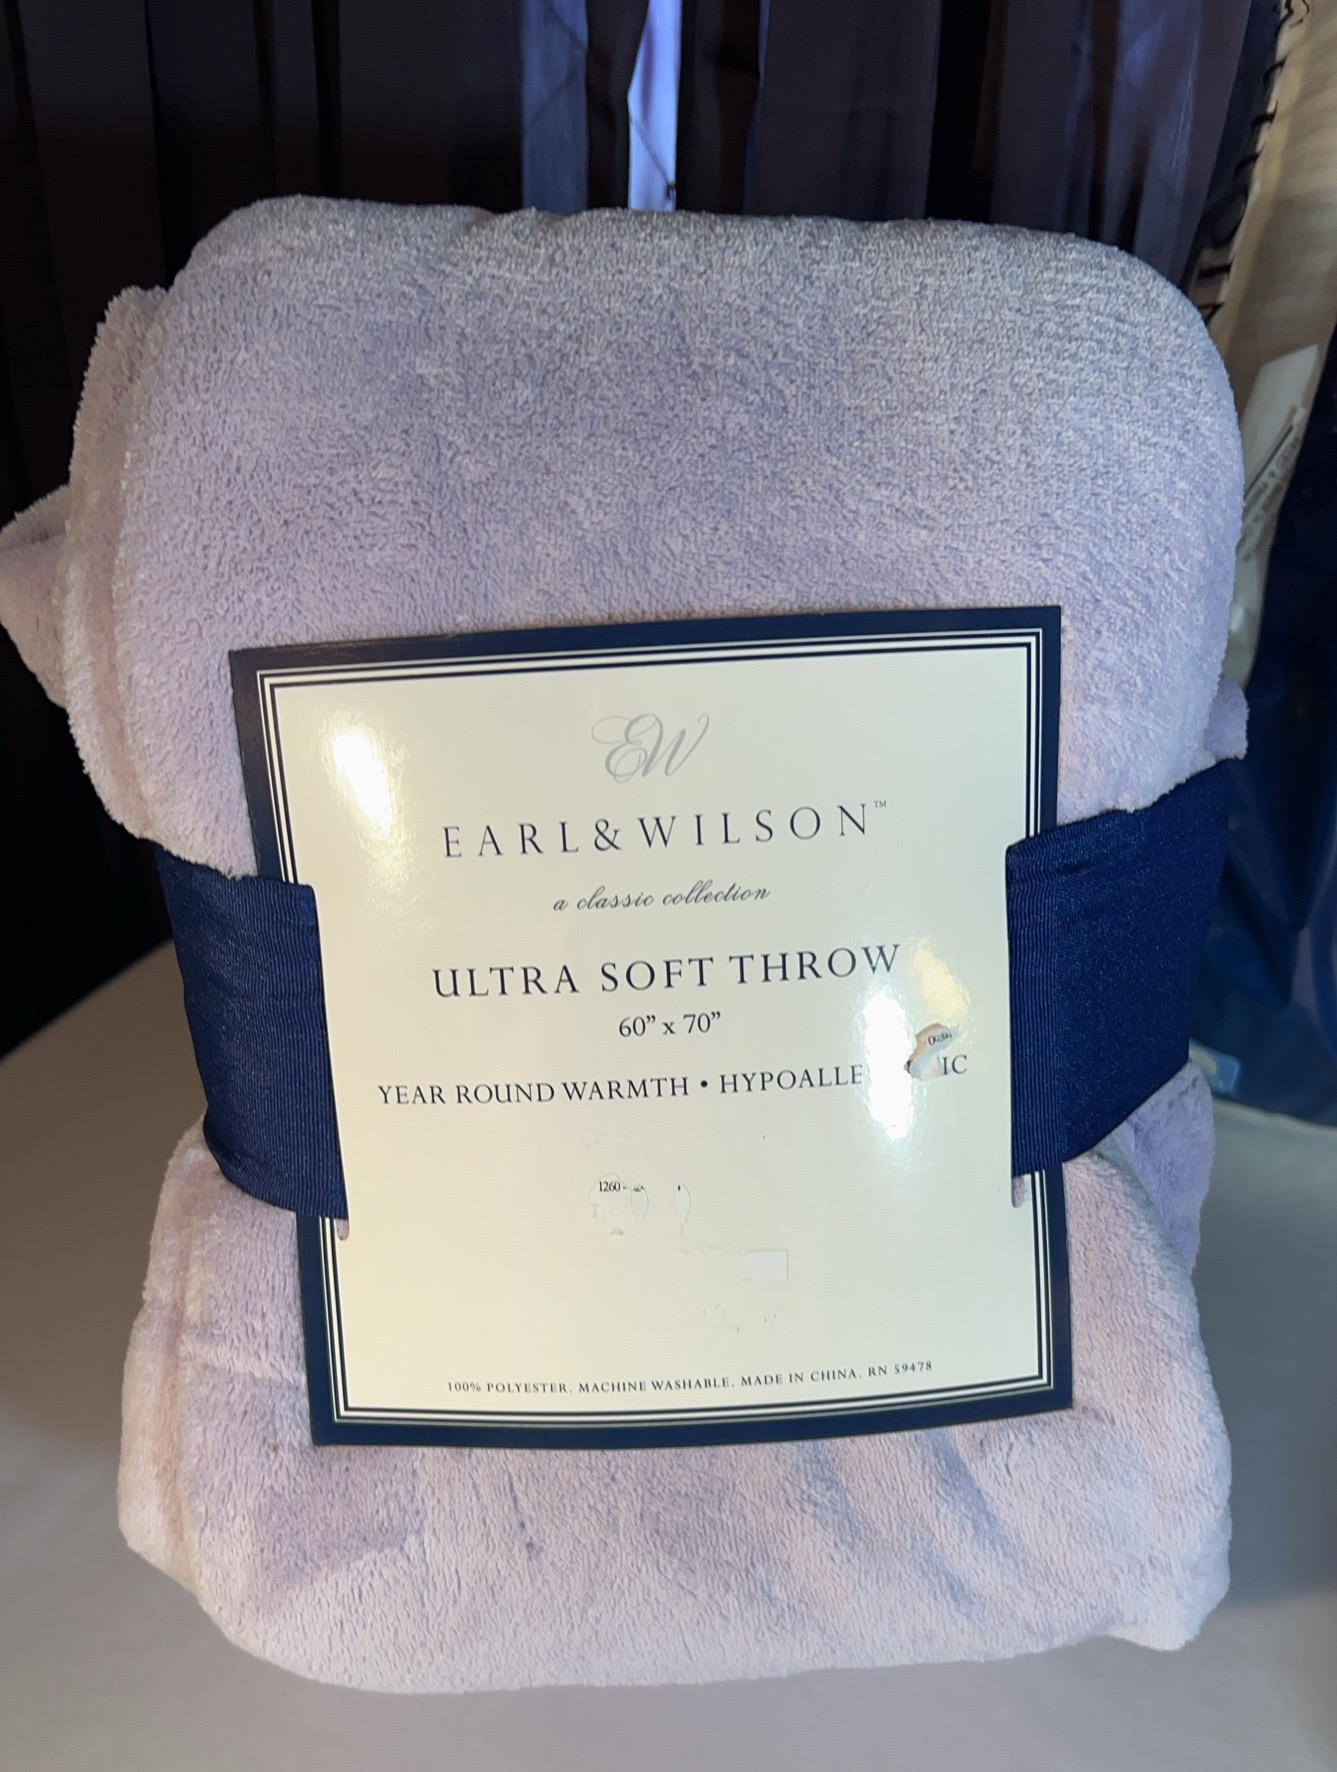 EW
EARL&WILSON™
a classic collection
ULTRA SOFT THROW
60” x 70”
YEAR ROUND WARMTH • HYPOALLE IC
1260-
100% POLYESTER. MACHINE WASHABLE. MADE IN CHINA. RN 59478